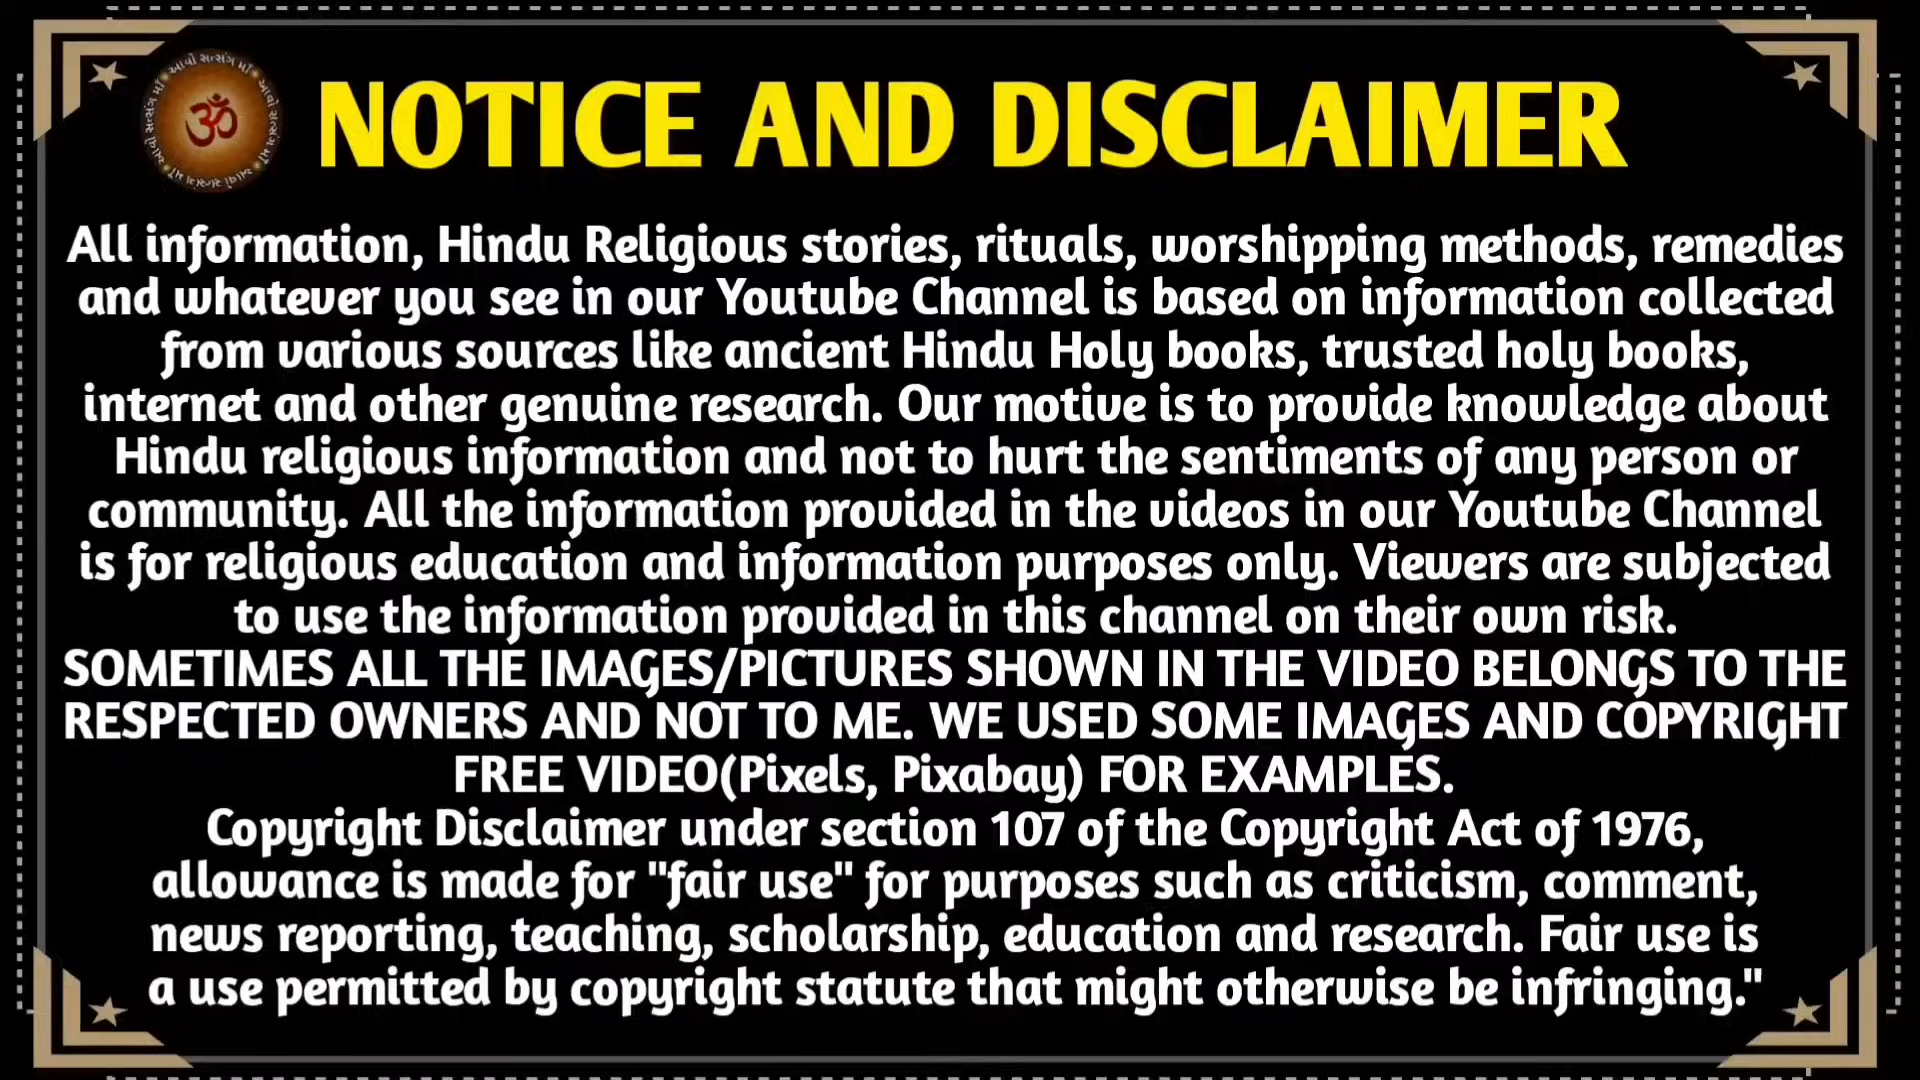 આવો સત્સંગ માઁ • આવો સત્સંગ માઁ • આવો સત્સંગ માઁ • આવો સત્સંગ માઁ
ૐ
NOTICE AND DISCLAIMER
All information, Hindu Religious stories, rituals, worshipping methods, remedies
and whatever you see in our Youtube Channel is based on information collected
from various sources like ancient Hindu Holy books, trusted holy books,
internet and other genuine research. Our motive is to provide knowledge about
Hindu religious information and not to hurt the sentiments of any person or
community. All the information provided in the videos in our Youtube Channel
is for religious education and information purposes only. Viewers are subjected
to use the information provided in this channel on their own risk.
SOMETIMES ALL THE IMAGES/PICTURES SHOWN IN THE VIDEO BELONGS TO THE
RESPECTED OWNERS AND NOT TO ME. WE USED SOME IMAGES AND COPYRIGHT
FREE VIDEO(Pixels, Pixabay) FOR EXAMPLES.
Copyright Disclaimer under section 107 of the Copyright Act of 1976,
allowance is made for "fair use" for purposes such as criticism, comment,
news reporting, teaching, scholarship, education and research. Fair use is
a use permitted by copyright statute that might otherwise be infringing."